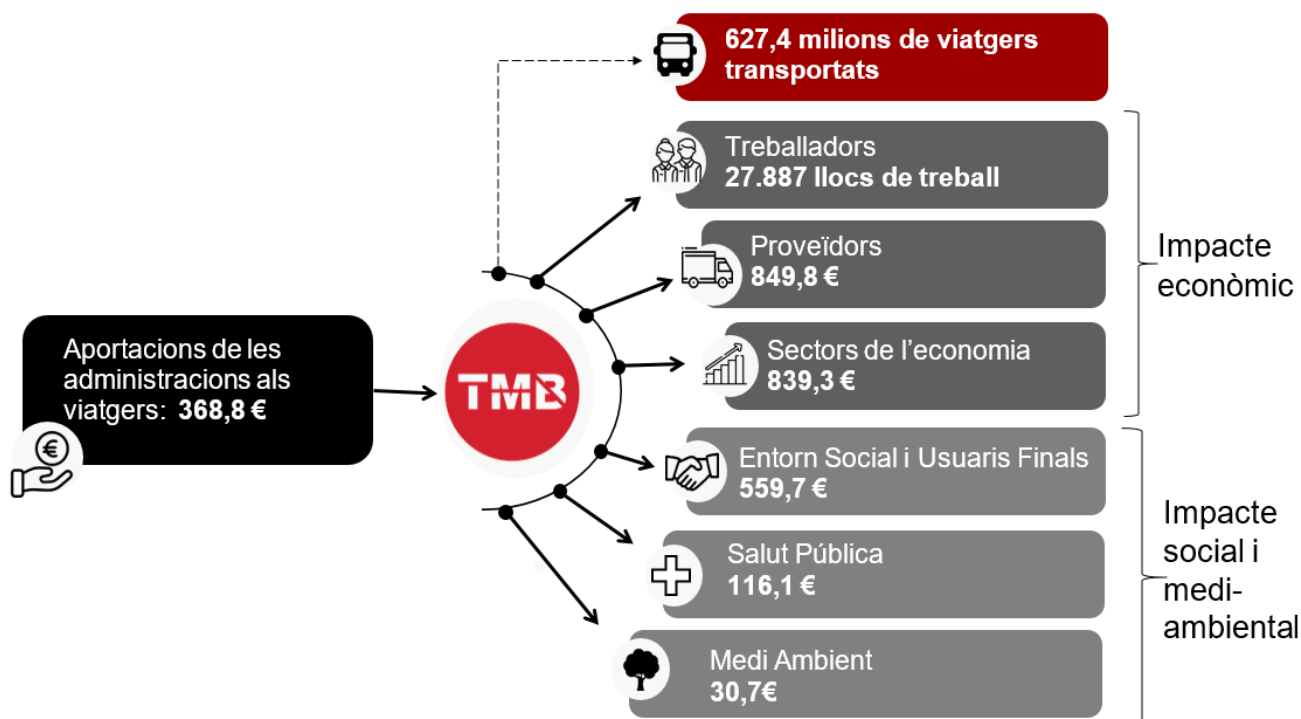 627,4 milions de viatgers
transportats
Treballadors
27.887 llocs de treball
Proveïdors
849,8 €
Sectors de l’economia
839,3 €
Impacte
econòmic
Aportacions de les
administracions als
viatgers: 368,8 €
€
TMB
Entorn Social i Usuaris Finals
559,7 €
Salut Pública
116,1 €
Medi Ambient
30,7€
Impacte
social i
medi-
ambiental